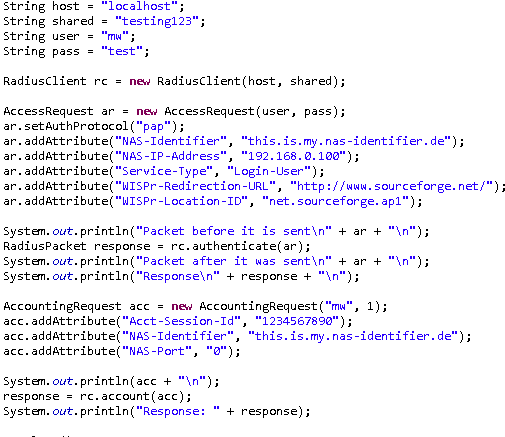 String host = "localhost";
String shared = "testing123";
String user = "mw";
String pass = "test";
RadiusClient rc = new RadiusClient(host, shared);
AccessRequest ar = new AccessRequest(user, pass);
ar.setAuthProtocol("pap");
ar.addAttribute("NAS-Identifier", "this.is.my.nas-identifier.de");
ar.addAttribute("NAS-IP-Address", "192.168.0.100");
ar.addAttribute("Service-Type", "Login-User");
ar.addAttribute("WISPr-Redirection-URL", "http://www.sourceforge.net/");
ar.addAttribute("WISPr-Location-ID", "net.sourceforge.ap1");
System.out.println("Packet before it is sent\n" + ar + "\n");
RadiusPacket response = rc.authenticate(ar);
System.out.println("Packet after it was sent\n" + ar + "\n");
System.out.println("Response\n" + response + "\n");
AccountingRequest acc = new AccountingRequest("mw", 1);
acc.addAttribute("Acct-Session-Id", "1234567890");
acc.addAttribute("NAS-Identifier", "this.is.my.nas-identifier.de");
acc.addAttribute("NAS-Port", "0");
System.out.println(acc + "\n");
response = rc.account(acc);
System.out.println("Response: " + response);